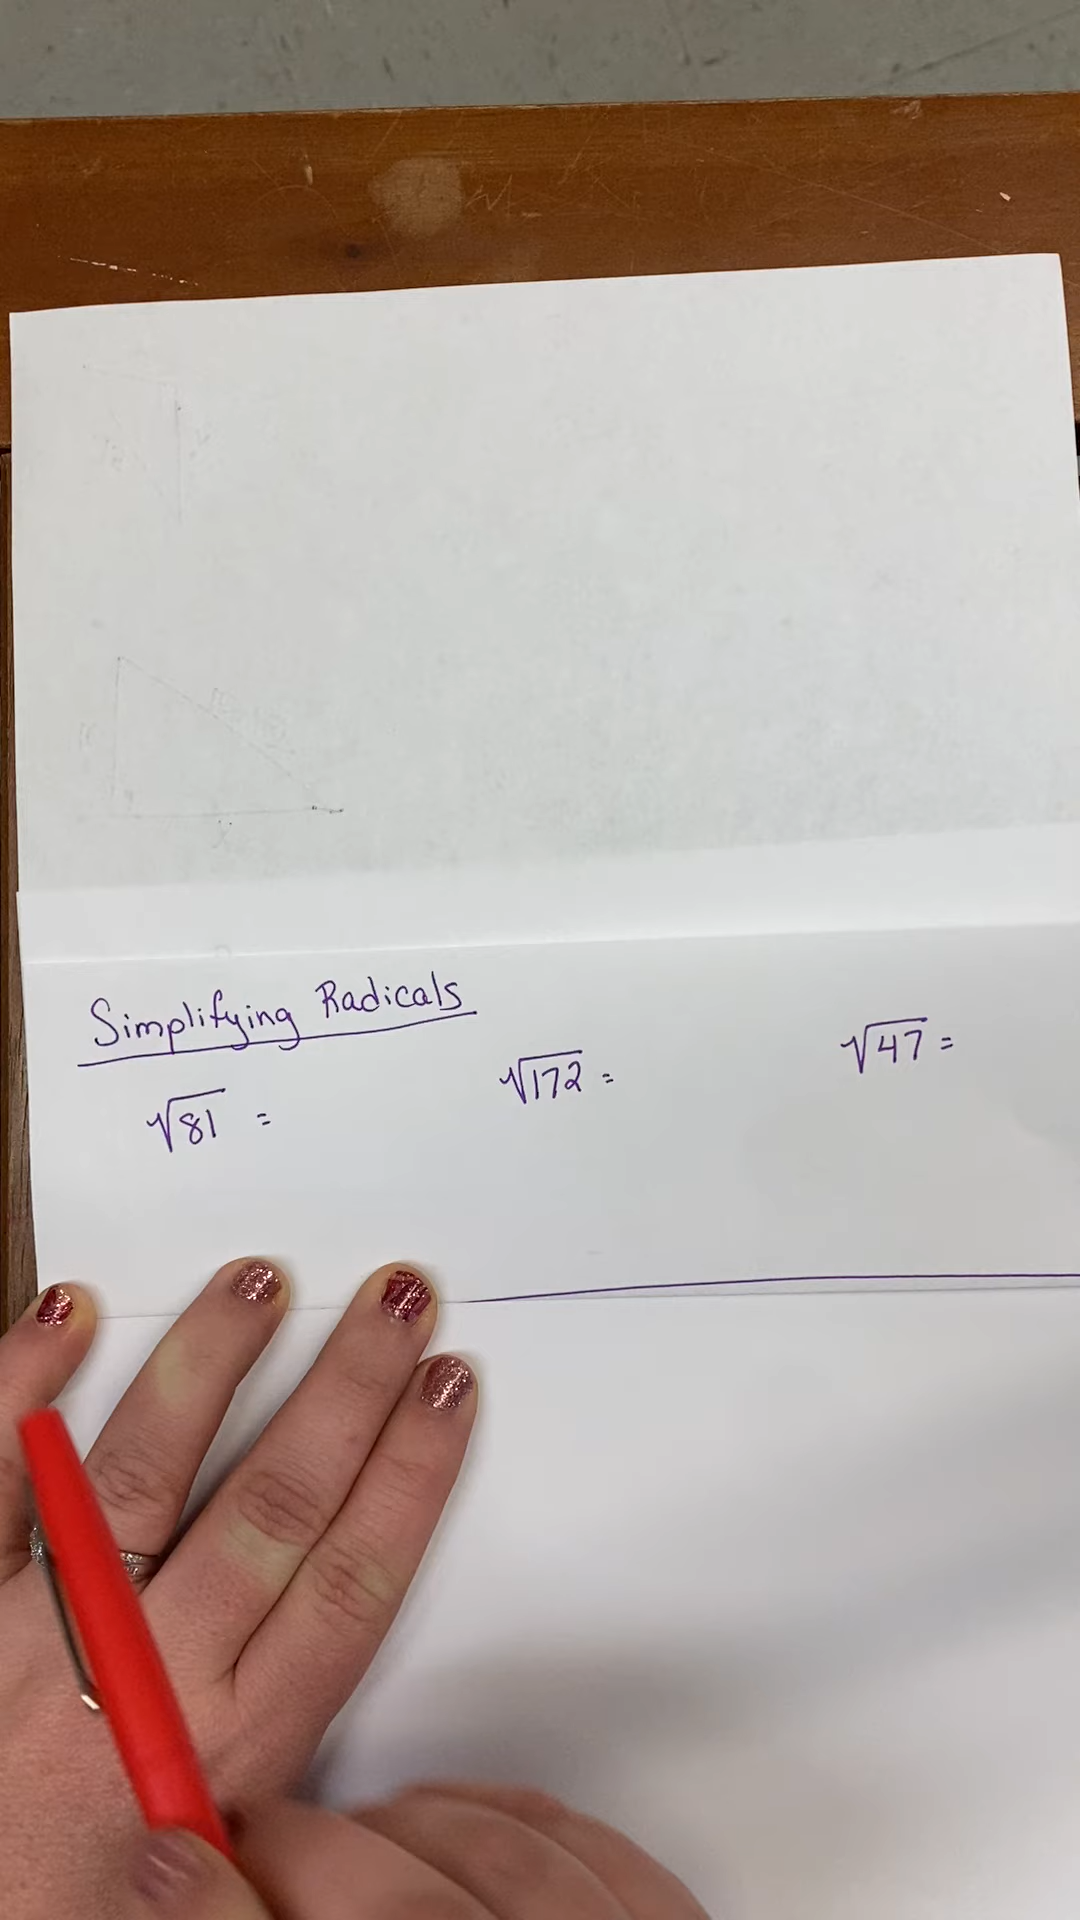 Simplifying Radicals
√81 =
√172 =
√47 =